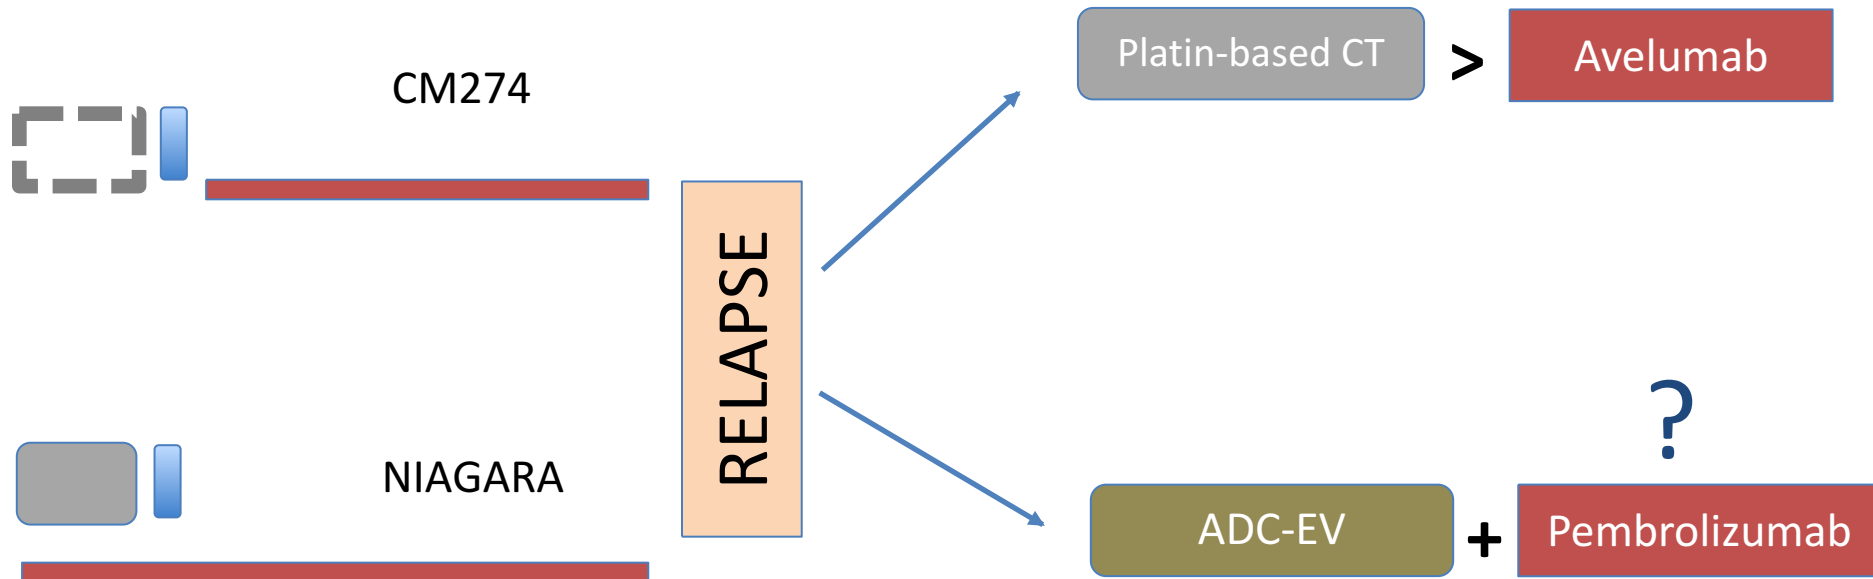 CM274
NIAGARA
RELAPSE
Platin-based CT > Avelumab
?
ADC-EV + Pembrolizumab